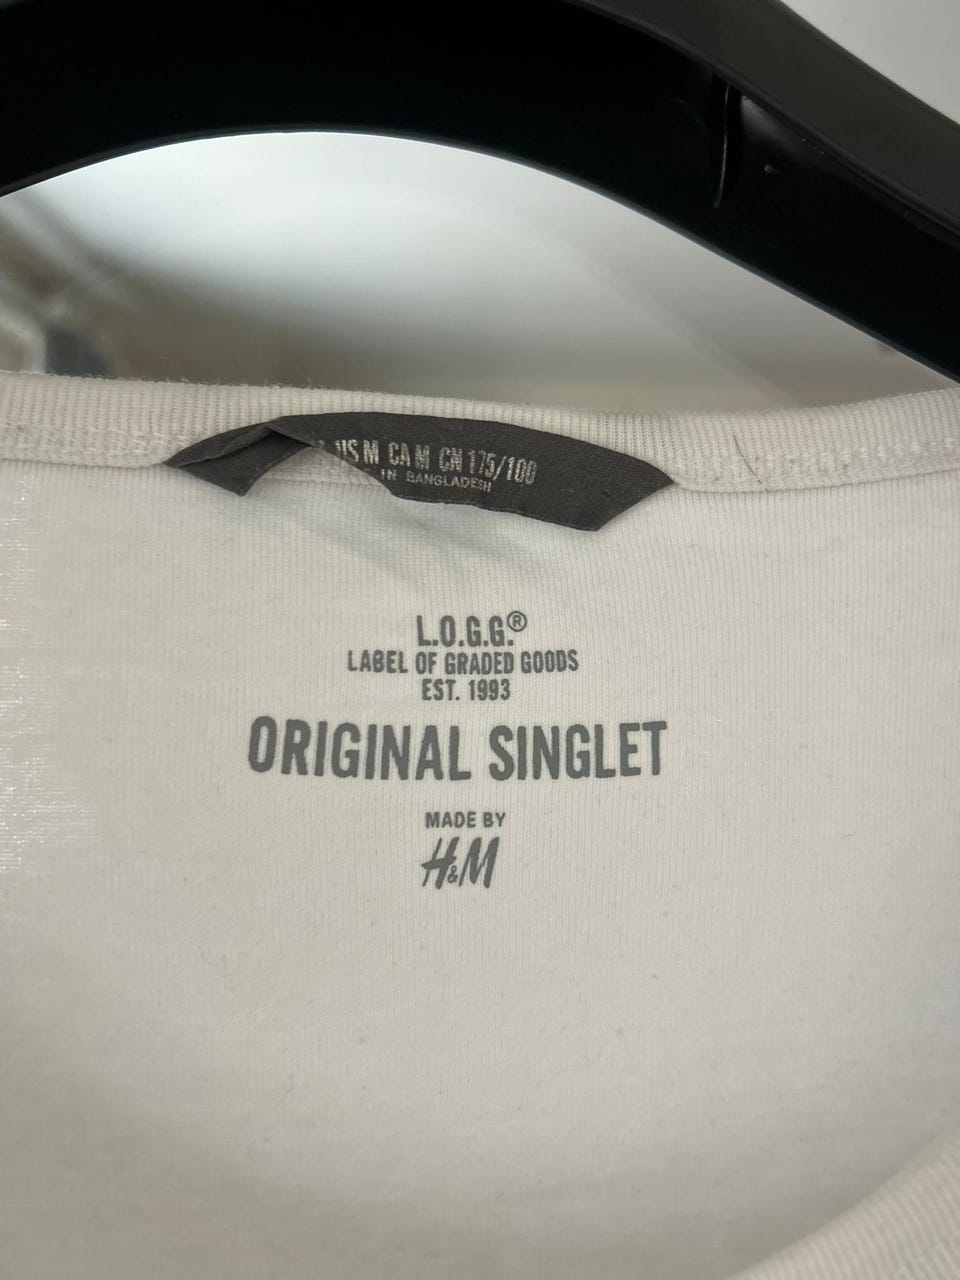 US M CA M CN 175/100
IN BANGLADESH
L.O.G.G.®
LABEL OF GRADED GOODS
EST. 1993
ORIGINAL SINGLET
MADE BY
H&M